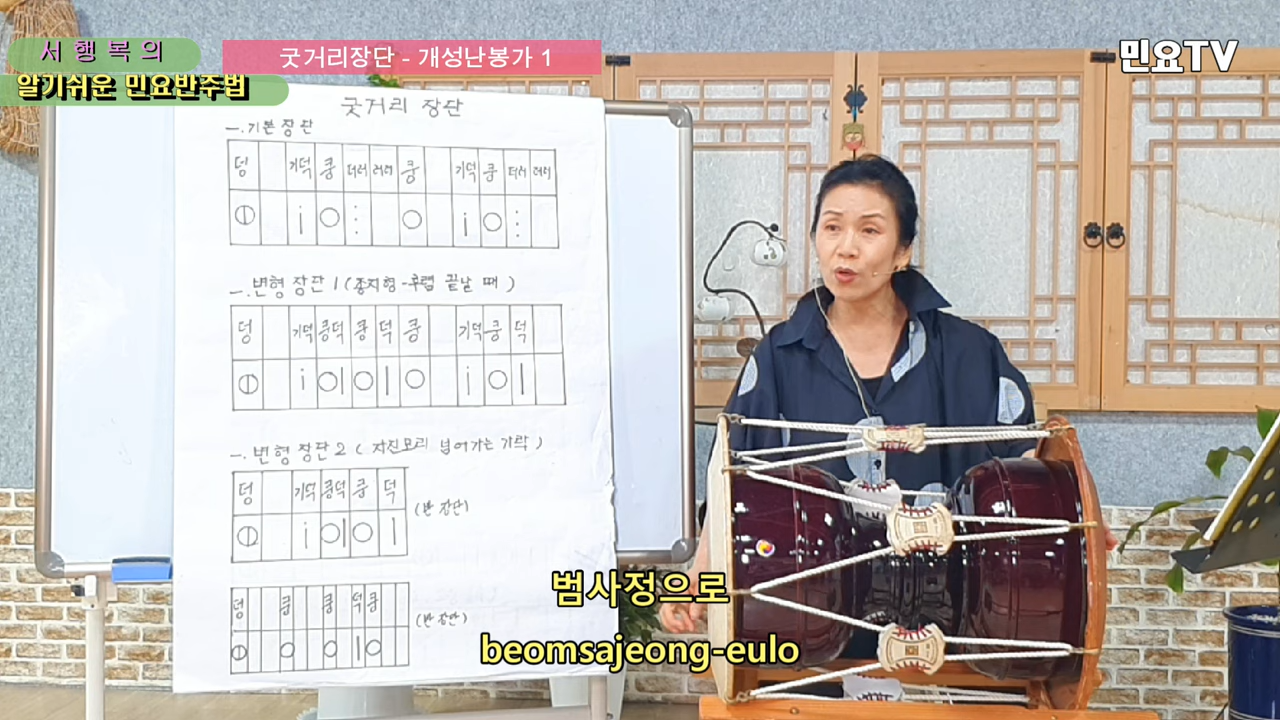 서행복의
알기쉬운 민요반주법
굿거리장단 - 개성난봉가 1
민요TV
굿거리 장단
一. 기본 장단
덩 기덕 쿵 더러 러러 쿵 기덕 쿵 더러 러러
一. 변형 장단 1 (종지형-후렴 끝날 때)
덩 기덕 쿵덕 쿵 덕 쿵 기덕 쿵 덕
一. 변형 장단 2 (자진모리 넘어가는 가락)
덩 기덕 쿵덕 쿵 덕
(반 장단)
덩 쿵 쿵 덕 쿵
(반 장단)
범사정으로
beomsajeong-eulo